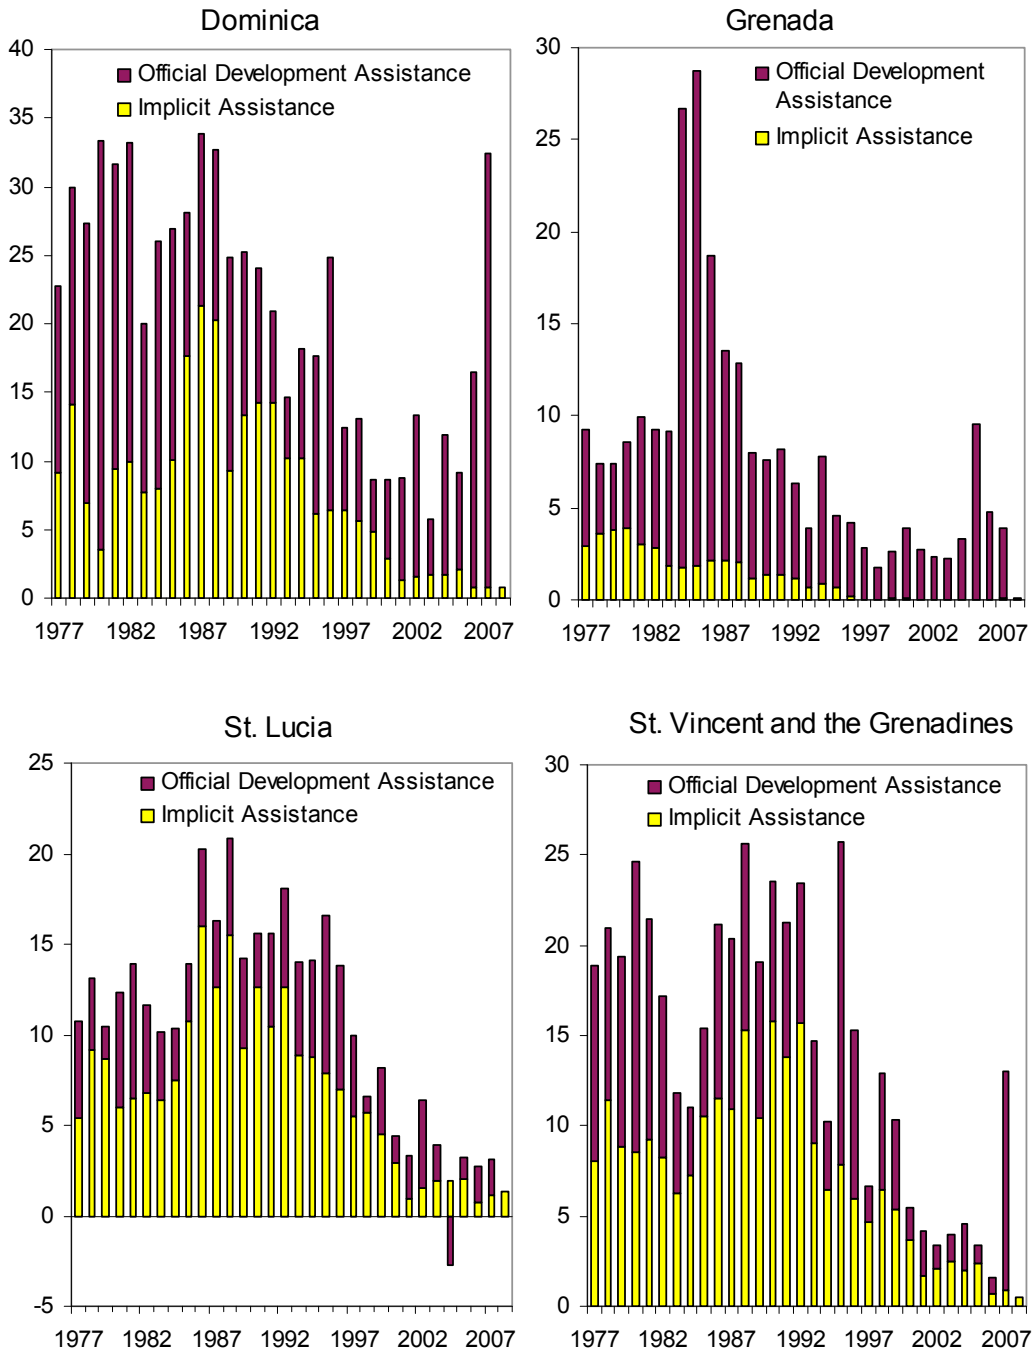 Dominica
40
35
30
25
20
15
10
5
0
Official Development Assistance
Implicit Assistance
1977 1982 1987 1992 1997 2002 2007
Grenada
30
25
20
15
10
5
0
Official Development
Assistance
Implicit Assistance
1977 1982 1987 1992 1997 2002 2007
St. Lucia
25
20
15
10
5
0
-5
Official Development Assistance
Implicit Assistance
1977 1982 1987 1992 1997 2002 2007
St. Vincent and the Grenadines
30
25
20
15
10
5
0
Official Development Assistance
Implicit Assistance
1977 1982 1987 1992 1997 2002 2007